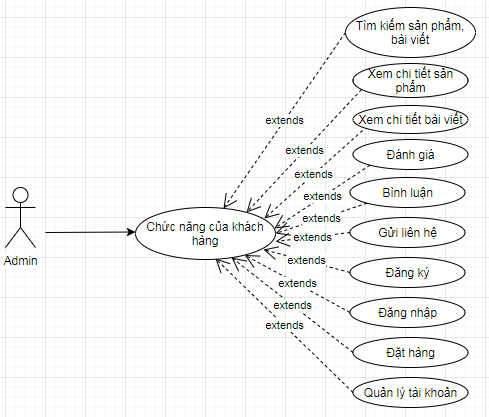 Tìm kiếm sản phẩm,
bài viết
Xem chi tiết sản
phẩm
extends
Xem chi tiết bài viết
extends
extends
Đánh giá
extends
Bình luận
extends
Chức năng của khách
hàng
Gửi liên hệ
extends
Admin
extends
Đăng ký
extends
Đăng nhập
extends
extends
Đặt hàng
Quản lý tài khoản